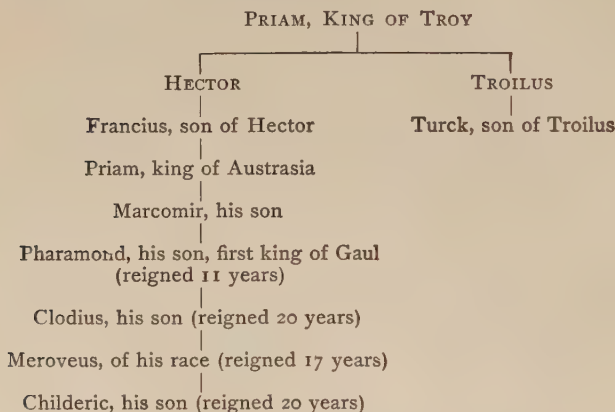 PRIAM, KING OF TROY
HECTOR
TROILUS
Francius, son of Hector
Turck, son of Troilus
Priam, king of Austrasia
Marcomir, his son
Pharamond, his son, first king of Gaul
(reigned 11 years)
Clodius, his son (reigned 20 years)
Meroveus, of his race (reigned 17 years)
Childeric, his son (reigned 20 years)